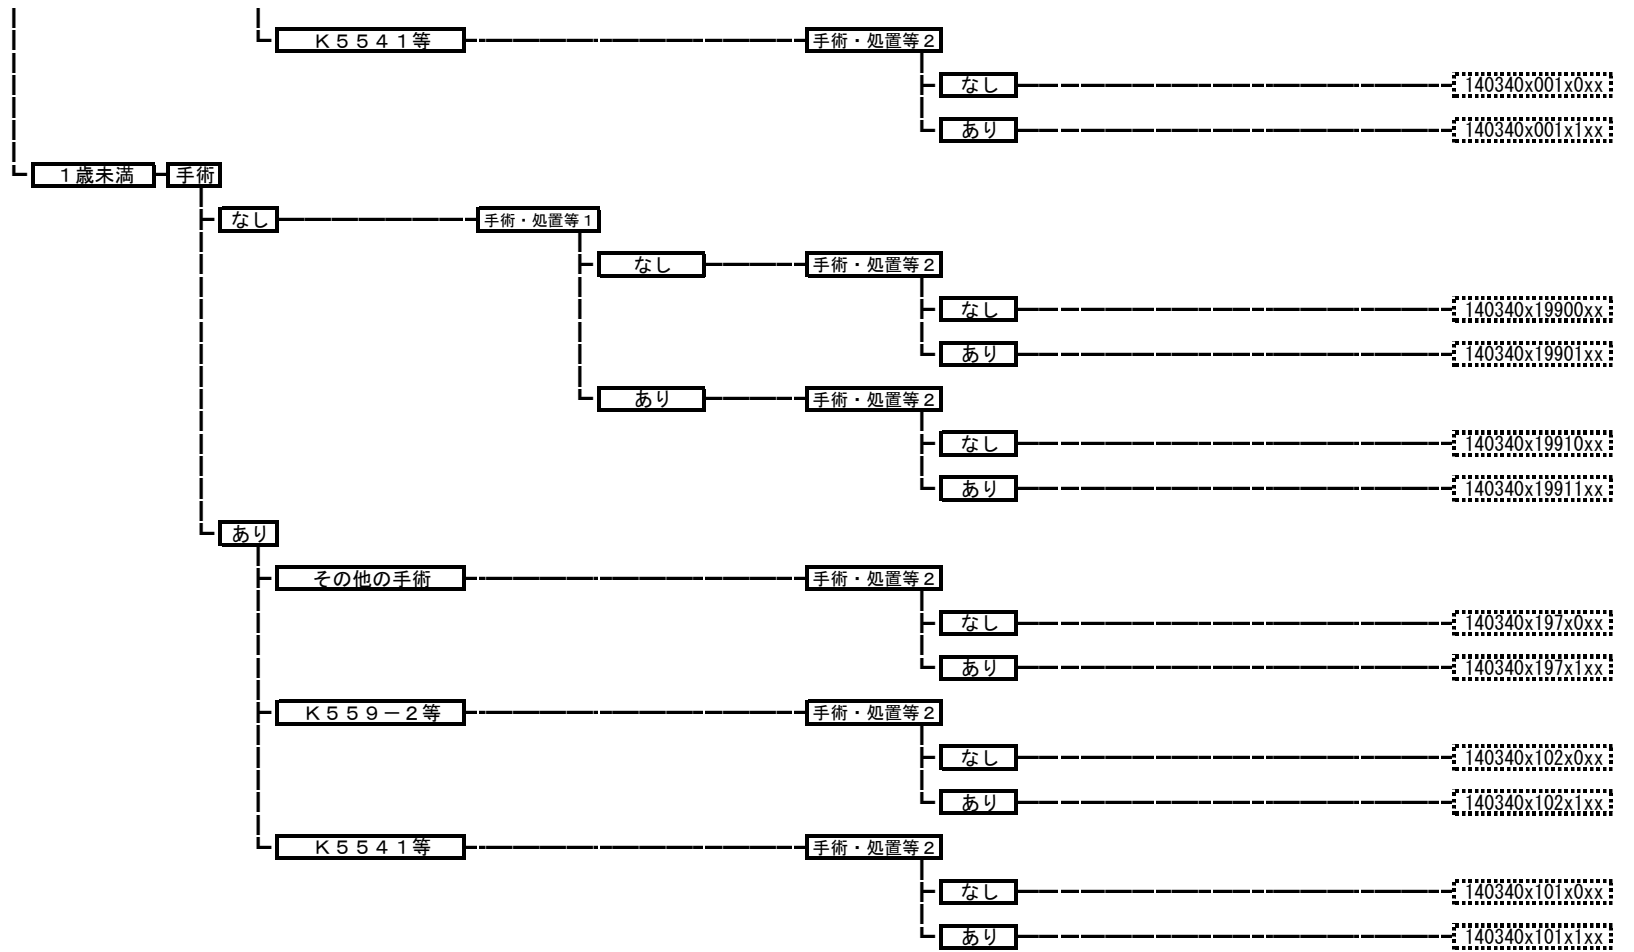 Ｋ５５４１等 手術・処置等２
なし 140340x001x0xx
あり 140340x001x1xx
１歳未満 手術
なし 手術・処置等１
なし 手術・処置等２
なし 140340x19900xx
あり 140340x19901xx
あり 手術・処置等２
なし 140340x19910xx
あり 140340x19911xx
あり
その他の手術 手術・処置等２
なし 140340x197x0xx
あり 140340x197x1xx
Ｋ５５９－２等 手術・処置等２
なし 140340x102x0xx
あり 140340x102x1xx
Ｋ５５４１等 手術・処置等２
なし 140340x101x0xx
あり 140340x101x1xx